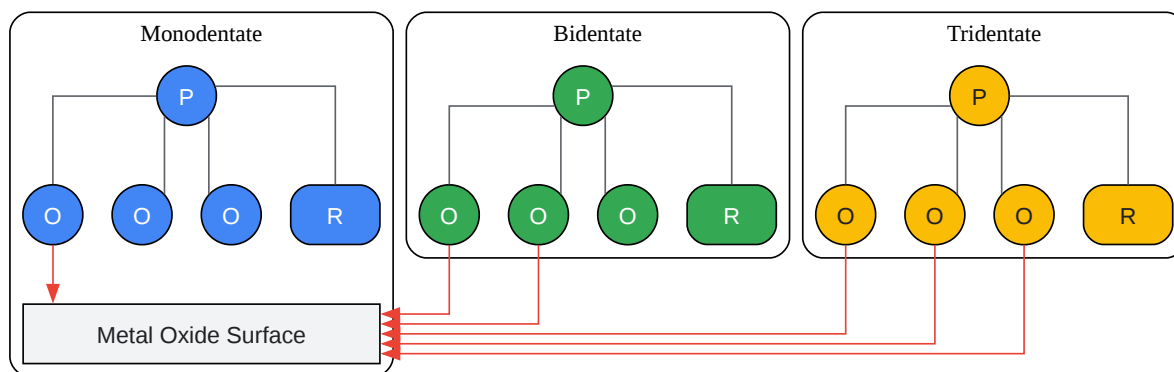 Monodentate
Bidentate
Tridentate
P
P
P
O
O
O
R
O
O
O
R
O
O
O
R
Metal Oxide Surface